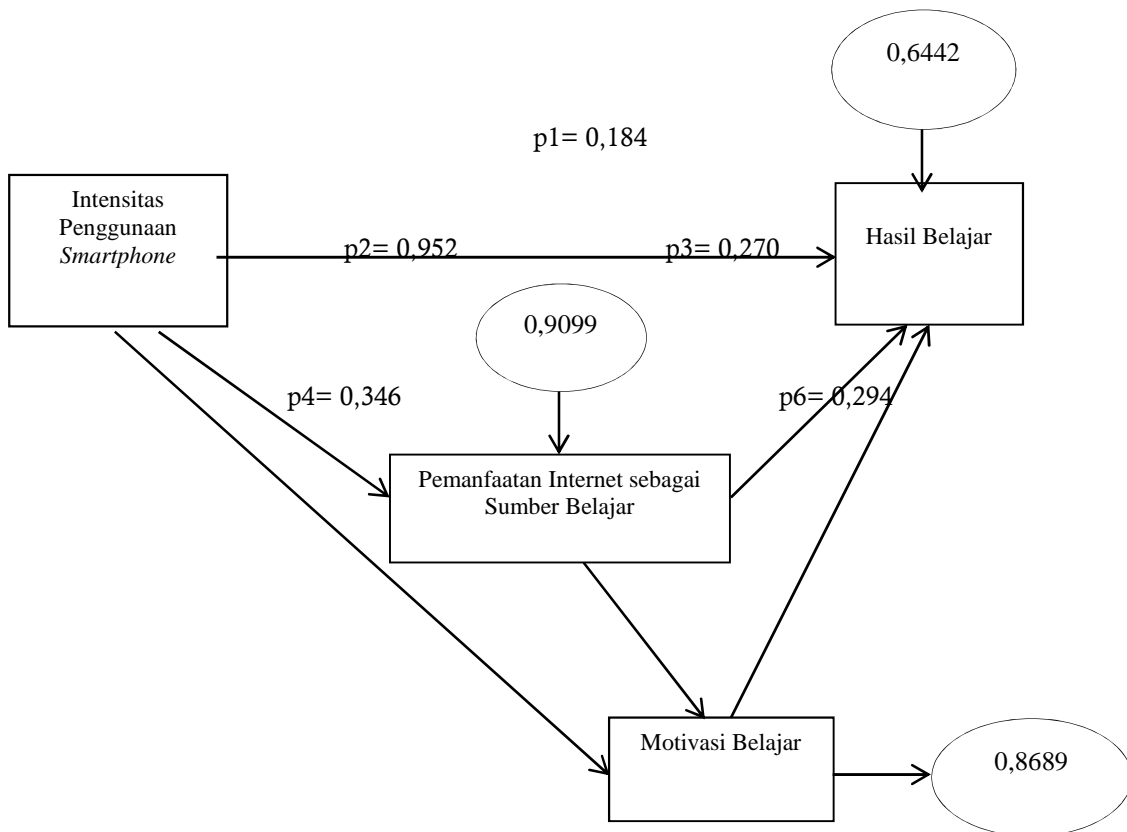 0,6442
p1= 0,184
Intensitas
Penggunaan
Smartphone
Hasil Belajar
p2= 0,952
p3= 0,270
0,9099
p4= 0,346
p6= 0,294
Pemanfaatan Internet sebagai
Sumber Belajar
Motivasi Belajar
0,8689